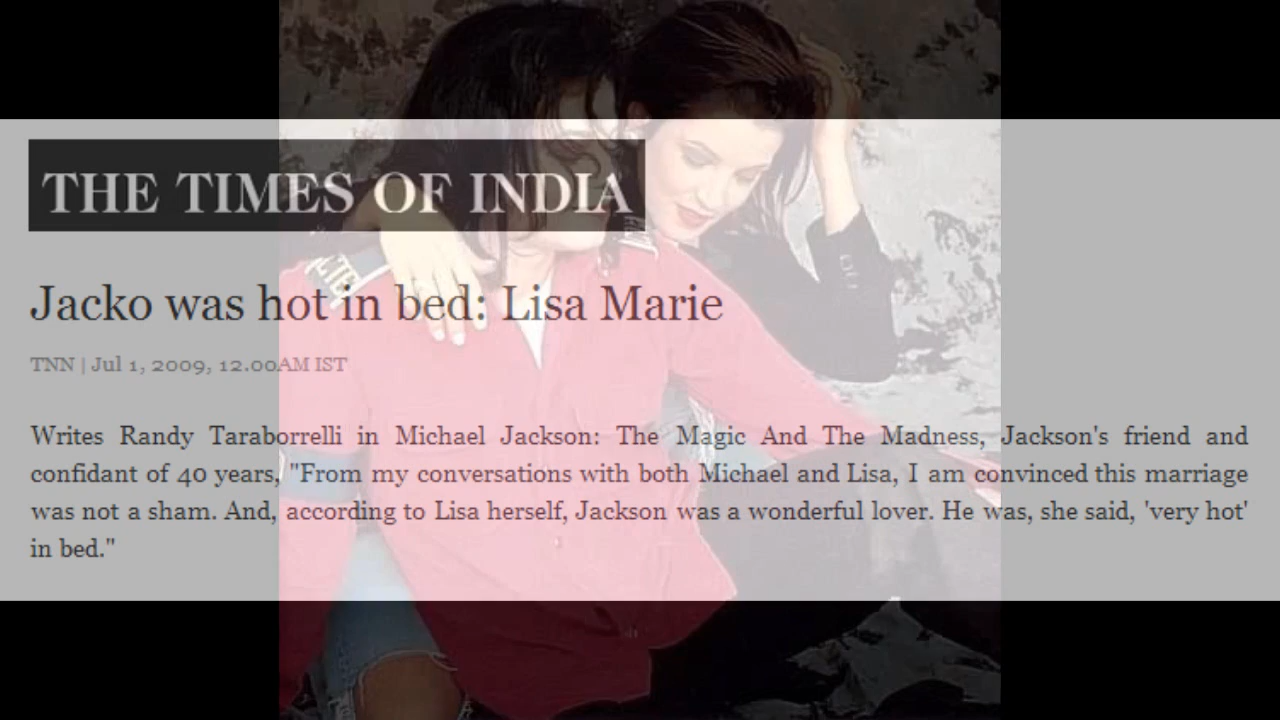 THE TIMES OF INDIA
Jacko was hot in bed: Lisa Marie
TNN | Jul 1, 2009, 12.00AM IST
Writes Randy Taraborrelli in Michael Jackson: The Magic And The Madness, Jackson's friend and
confidant of 40 years, "From my conversations with both Michael and Lisa, I am convinced this marriage
was not a sham. And, according to Lisa herself, Jackson was a wonderful lover. He was, she said, 'very hot'
in bed."